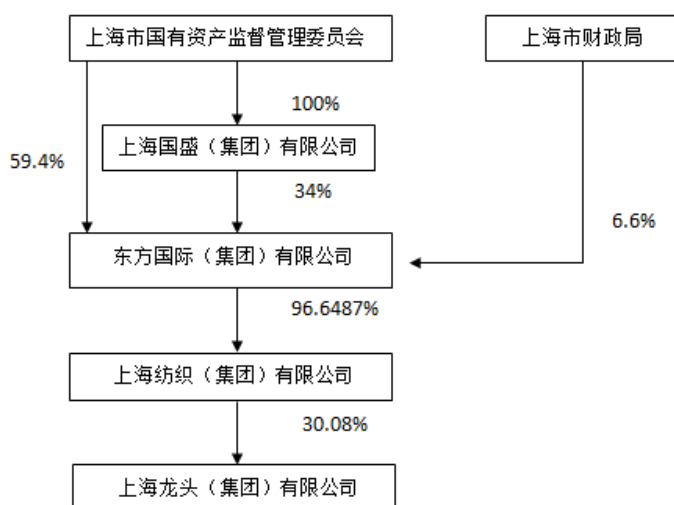 上海市国有资产监督管理委员会
上海市财政局
100%
上海国盛（集团）有限公司
59.4%
34%
6.6%
东方国际（集团）有限公司
96.6487%
上海纺织（集团）有限公司
30.08%
上海龙头（集团）有限公司